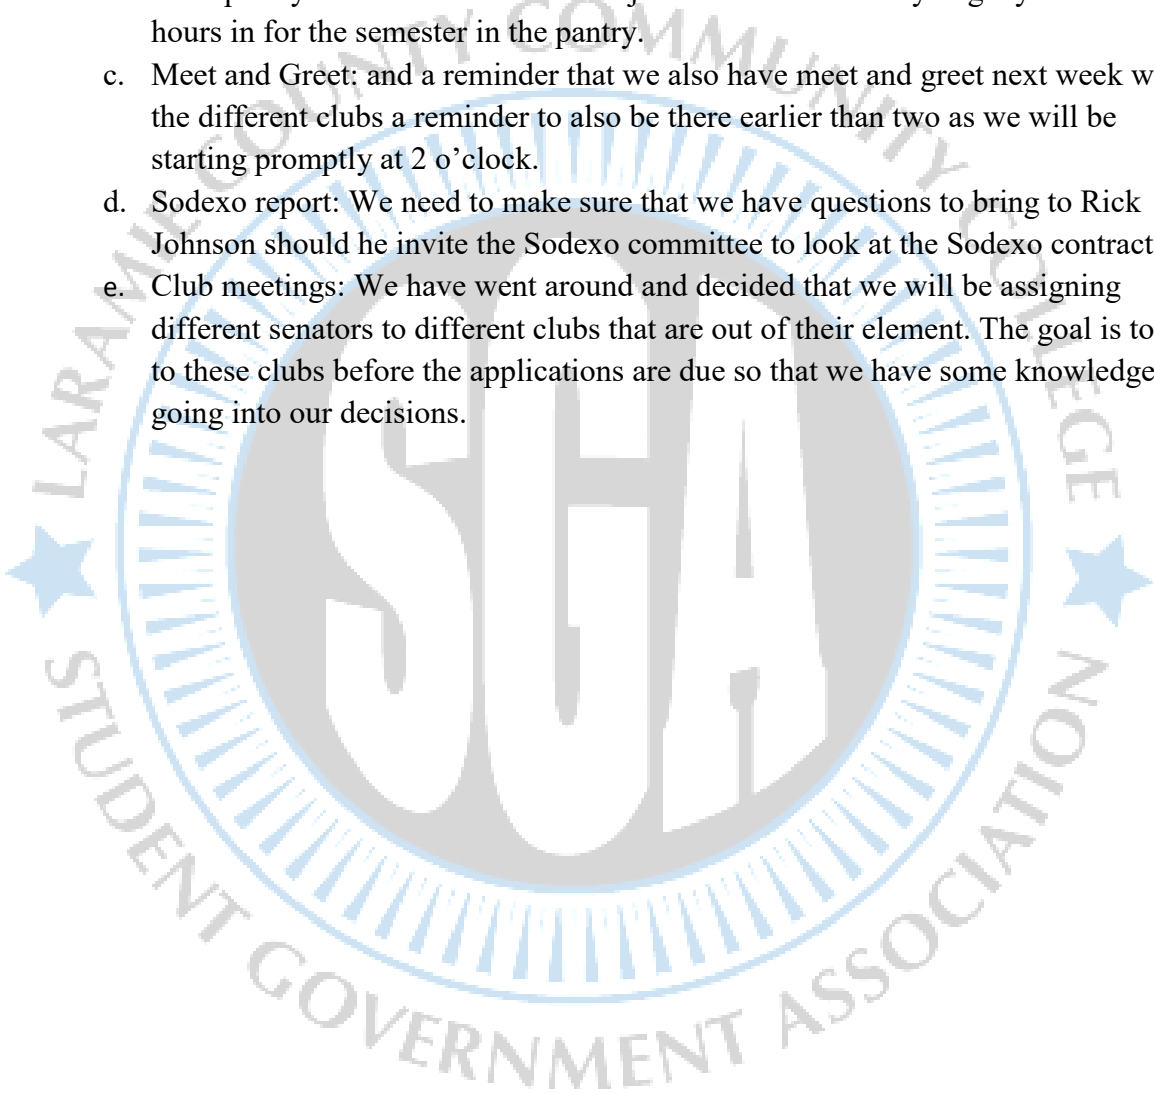 hours in for the semester in the pantry.
c. Meet and Greet: and a reminder that we also have meet and greet next week w
the different clubs a reminder to also be there earlier than two as we will be
starting promptly at 2 o’clock.
d. Sodexo report: We need to make sure that we have questions to bring to Rick
Johnson should he invite the Sodexo committee to look at the Sodexo contract
e. Club meetings: We have went around and decided that we will be assigning
different senators to different clubs that are out of their element. The goal is to
to these clubs before the applications are due so that we have some knowledge
going into our decisions.
LARAMIE COUNTY COMMUNITY COLLEGE
SGA
STUDENT GOVERNMENT ASSOCIATION